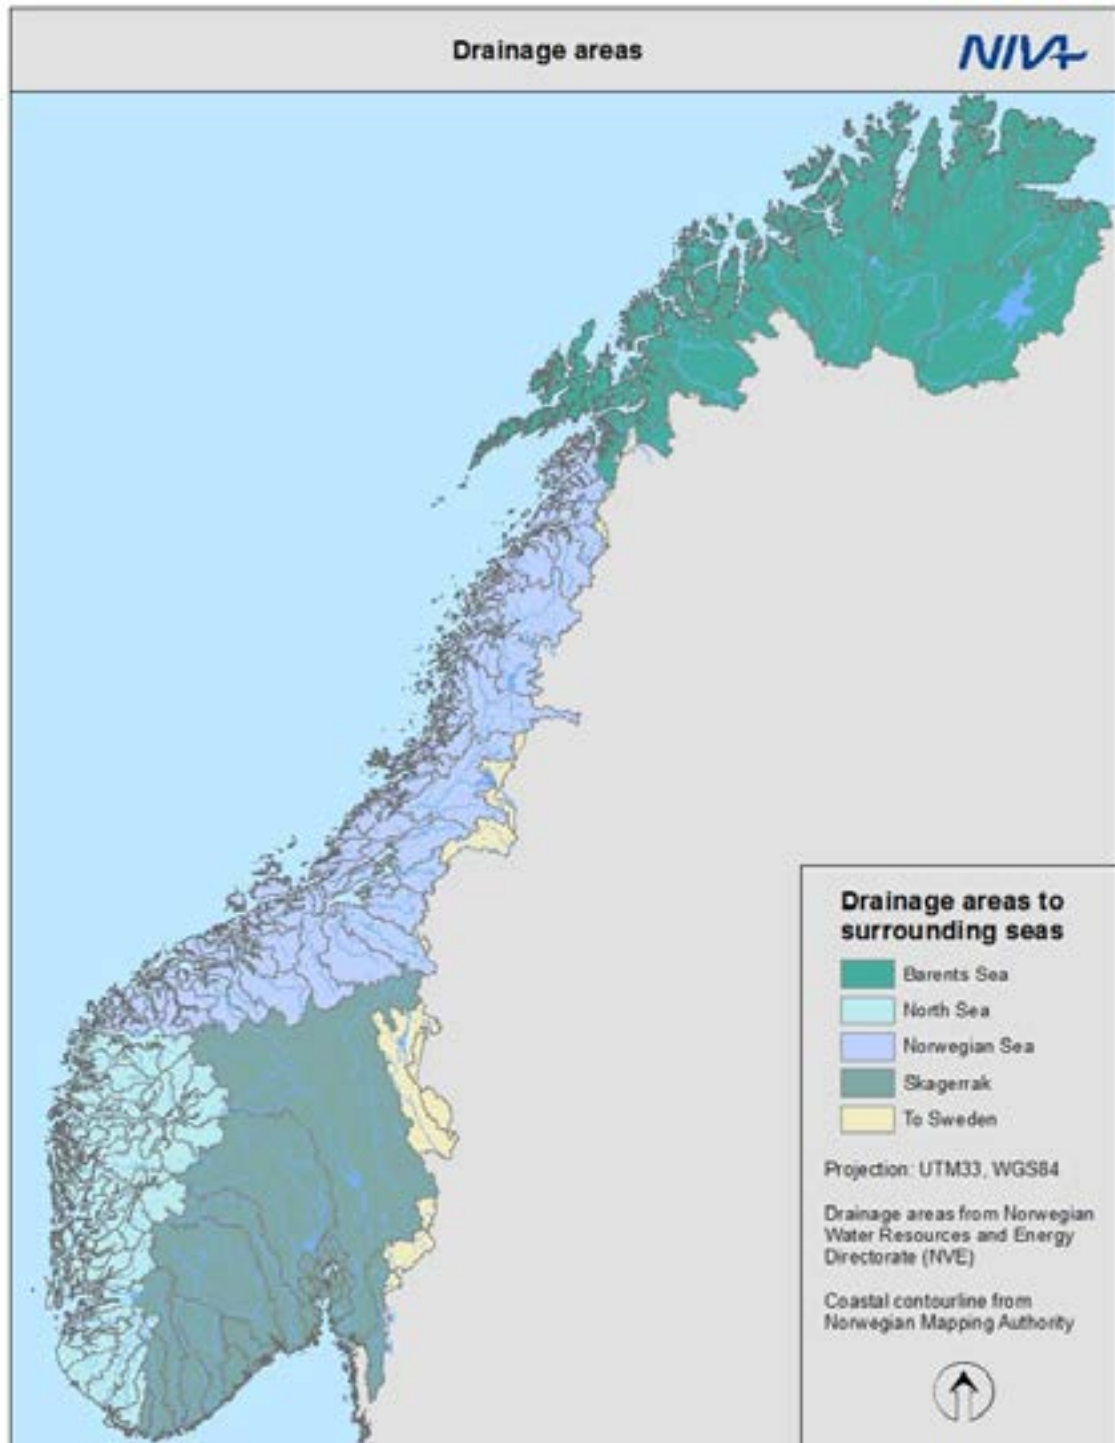 Drainage areas
NIVA
Drainage areas to
surrounding seas
Barents Sea
North Sea
Norwegian Sea
Skagerrak
To Sweden
Projection: UTM33, WGS84
Drainage areas from Norwegian
Water Resources and Energy
Directorate (NVE)
Coastal contourline from
Norwegian Mapping Authority